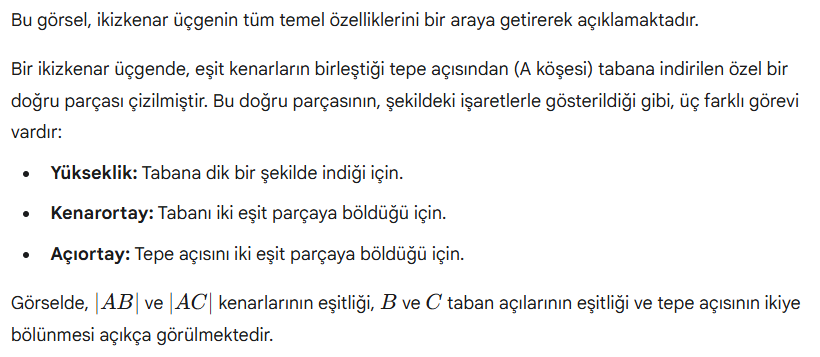 Bu görsel, ikizkenar üçgenin tüm temel özelliklerini bir araya getirerek açıklamaktadır.
Bir ikizkenar üçgende, eşit kenarların birleştiği tepe açısından (A köşesi) tabana indirilen özel bir
doğru parçası çizilmiştir. Bu doğru parçasının, şekildeki işaretlerle gösterildiği gibi, üç farklı görevi
vardır:
• Yükseklik: Tabana dik bir şekilde indiği için.
• Kenarortay: Tabanı iki eşit parçaya böldüğü için.
• Açıortay: Tepe açısını iki eşit parçaya böldüğü için.
Görselde, |AB| ve |AC| kenarlarının eşitliği, B ve C taban açılarının eşitliği ve tepe açısının ikiye
bölünmesi açıkça görülmektedir.